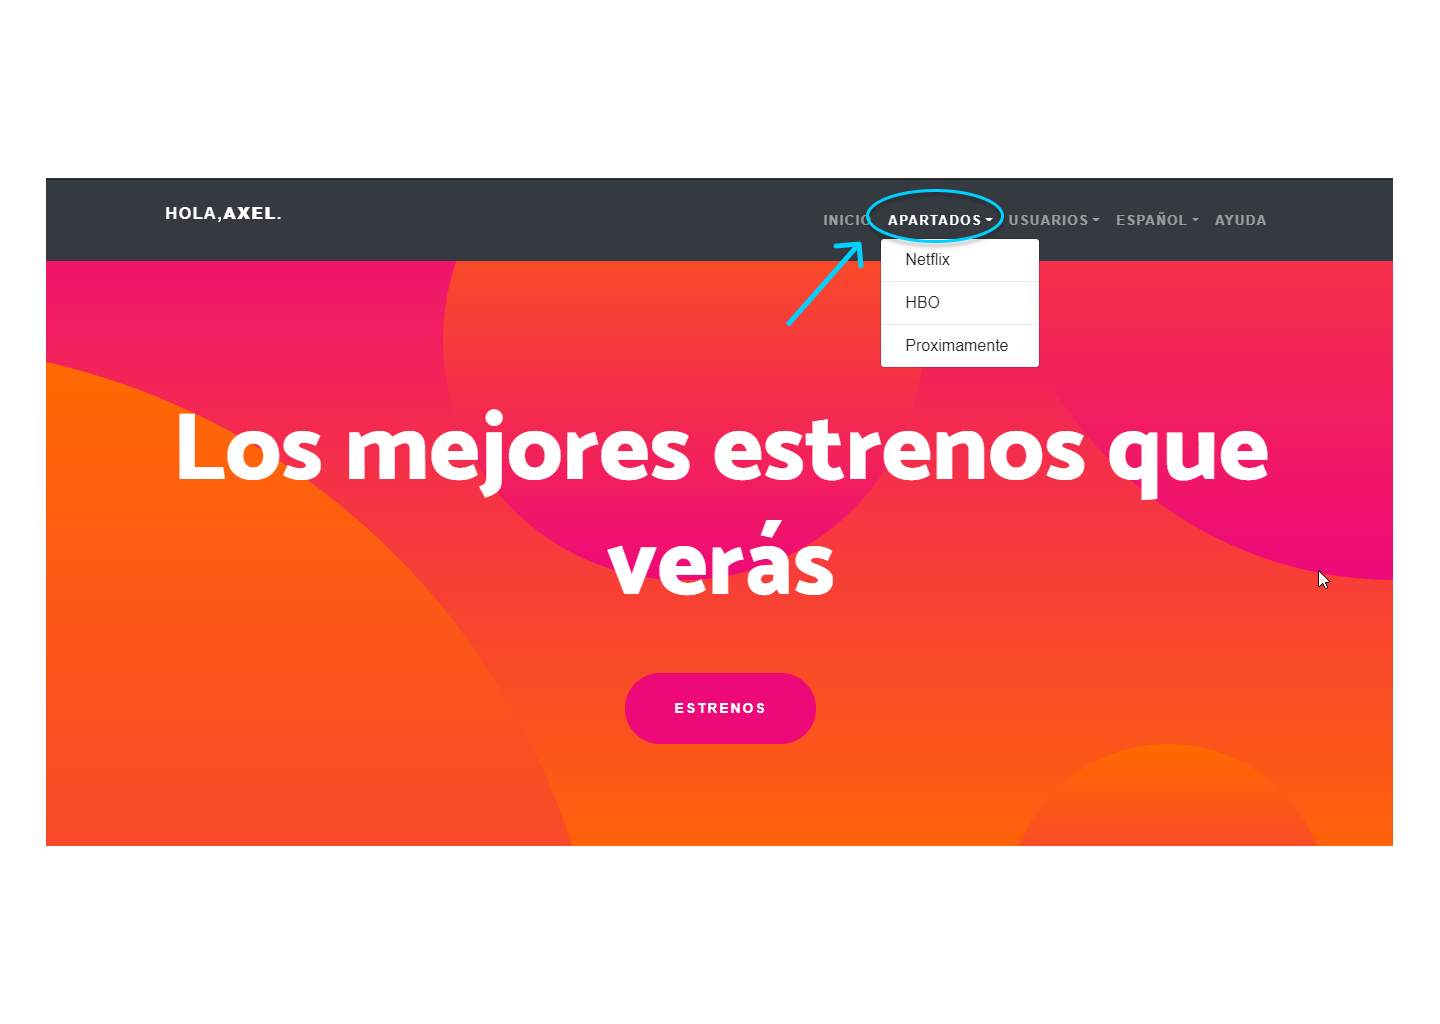 HOLA,AXEL.
INICIO APARTADOS USUARIOS ESPAÑOL AYUDA
Netflix
HBO
Proximamente
Los mejores estrenos que
verás
ESTRENOS